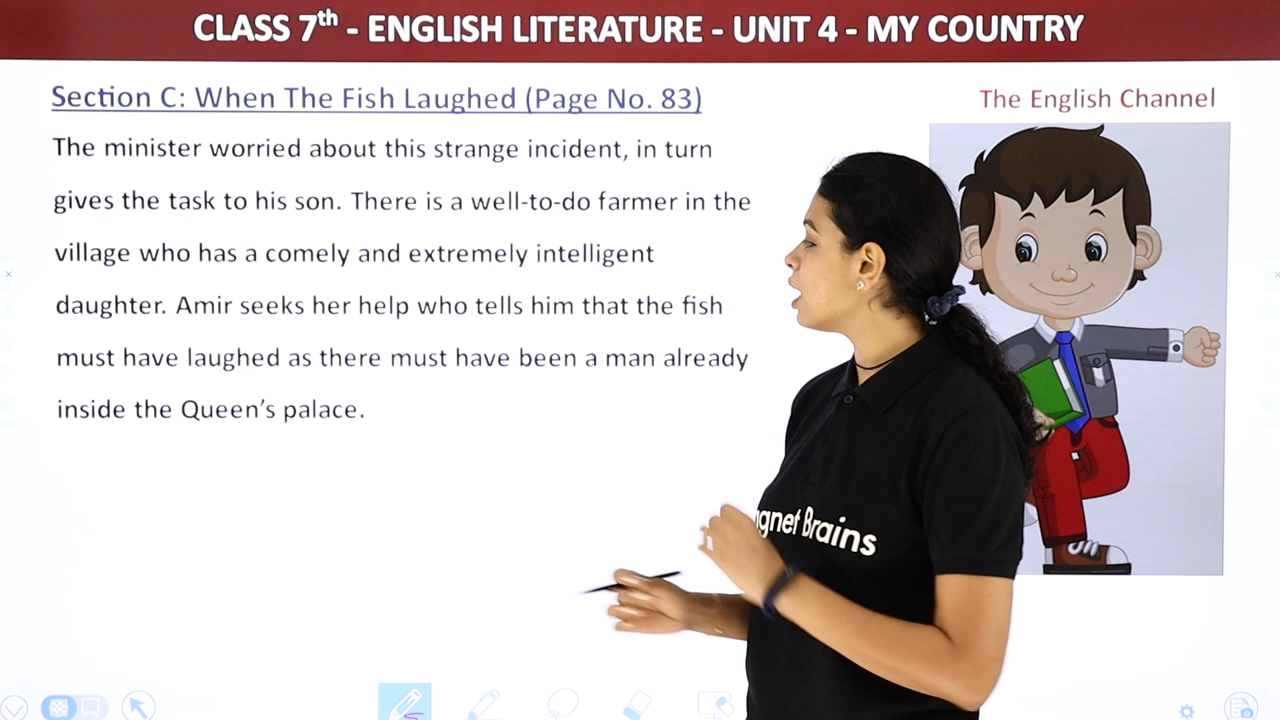 CLASS 7th - ENGLISH LITERATURE - UNIT 4 - MY COUNTRY
Section C: When The Fish Laughed (Page No. 83)
The English Channel
The minister worried about this strange incident, in turn
gives the task to his son. There is a well-to-do farmer in the
village who has a comely and extremely intelligent
daughter. Amir seeks her help who tells him that the fish
must have laughed as there must have been a man already
inside the Queen's palace.
Brains